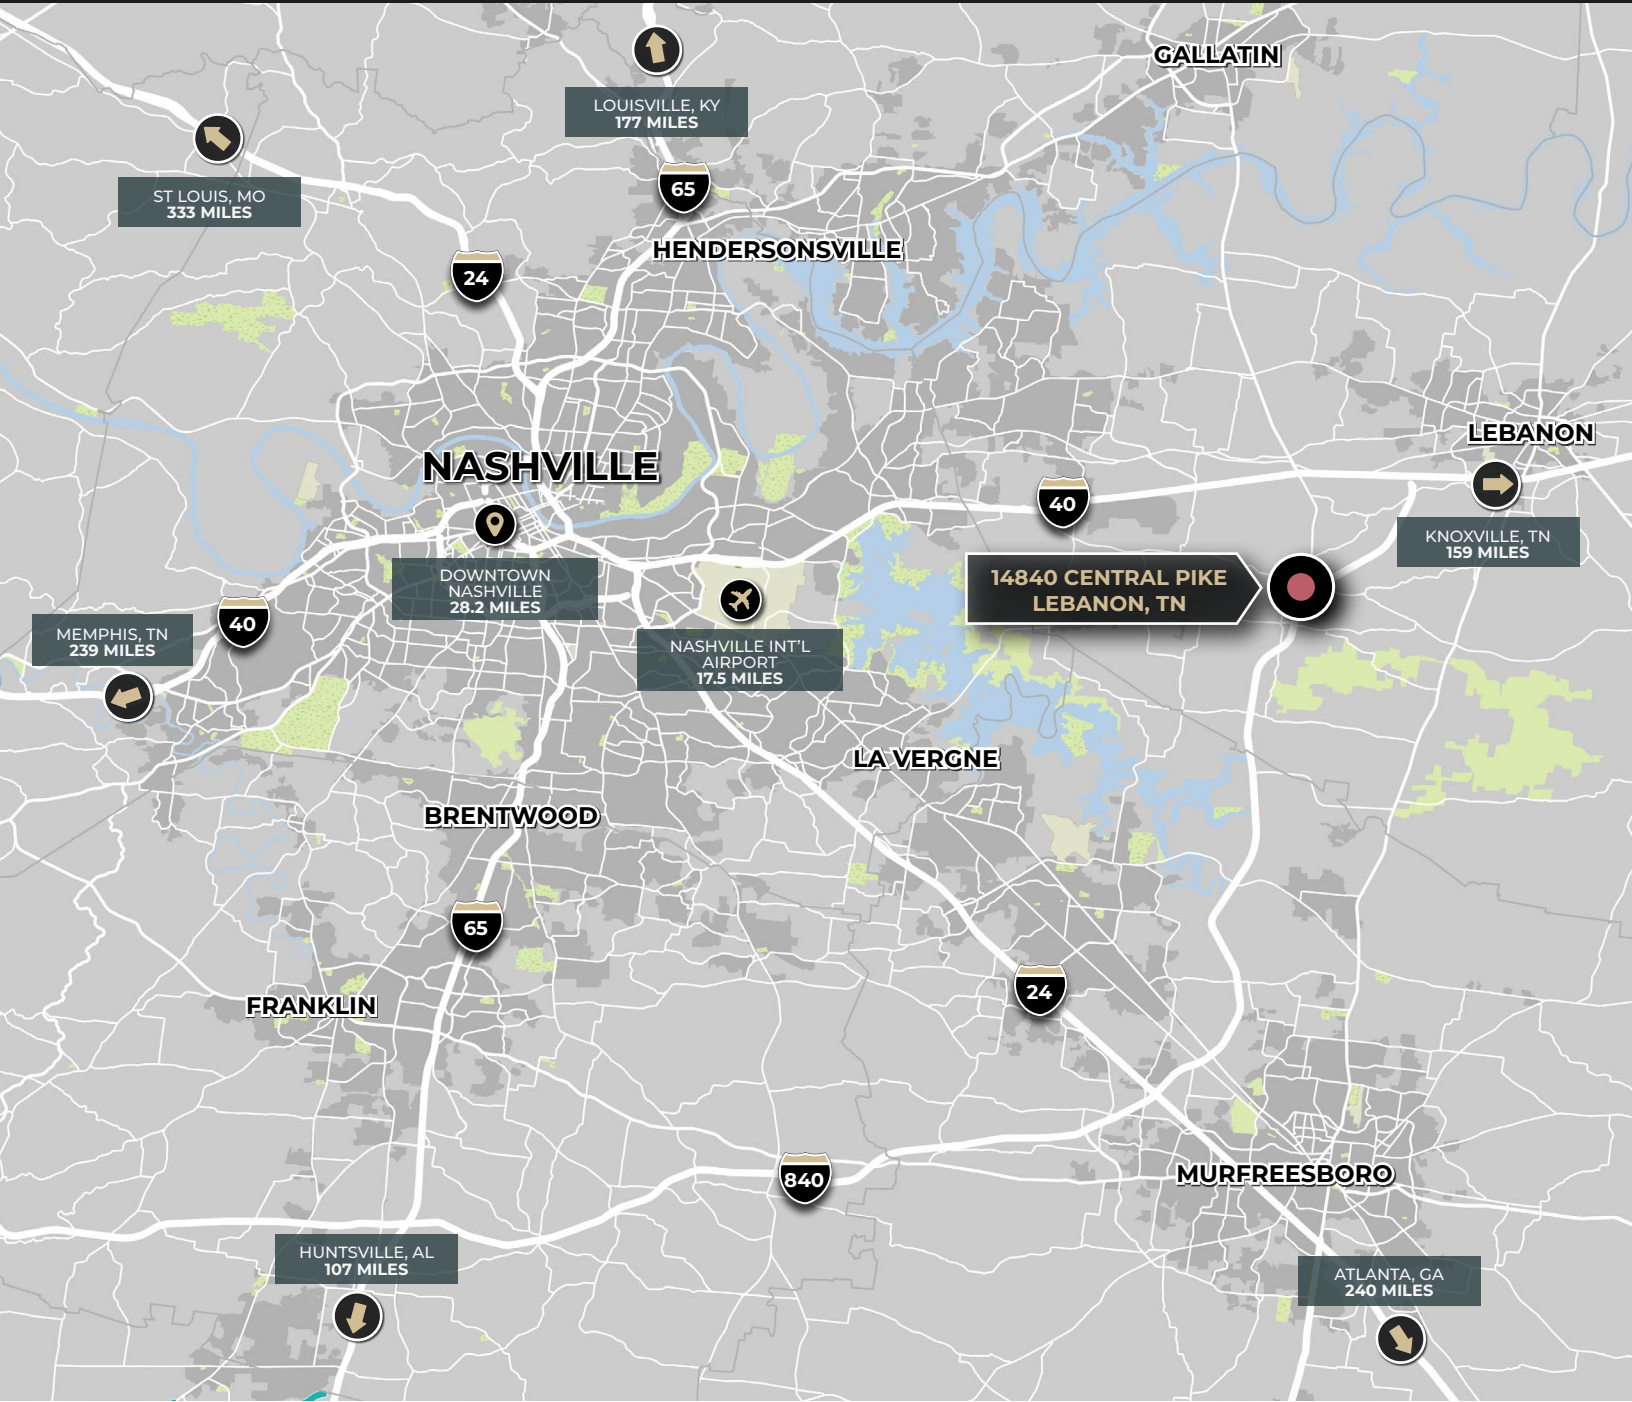 GALLATIN
LOUISVILLE, KY
177 MILES
65
ST LOUIS, MO
333 MILES
HENDERSONSVILLE
24
LEBANON
NASHVILLE
40
KNOXVILLE, TN
159 MILES
14840 CENTRAL PIKE
LEBANON, TN
DOWNTOWN
NASHVILLE
28.2 MILES
40
MEMPHIS, TN
239 MILES
NASHVILLE INT'L
AIRPORT
17.5 MILES
LA VERGNE
BRENTWOOD
65
24
FRANKLIN
MURFREESBORO
840
HUNTSVILLE, AL
107 MILES
ATLANTA, GA
240 MILES